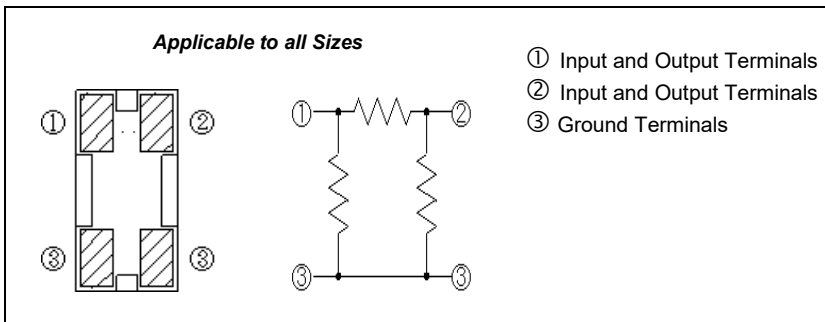 Applicable to all Sizes
① Input and Output Terminals
② Input and Output Terminals
③ Ground Terminals
① ②
③ ③
① ②
③ ③